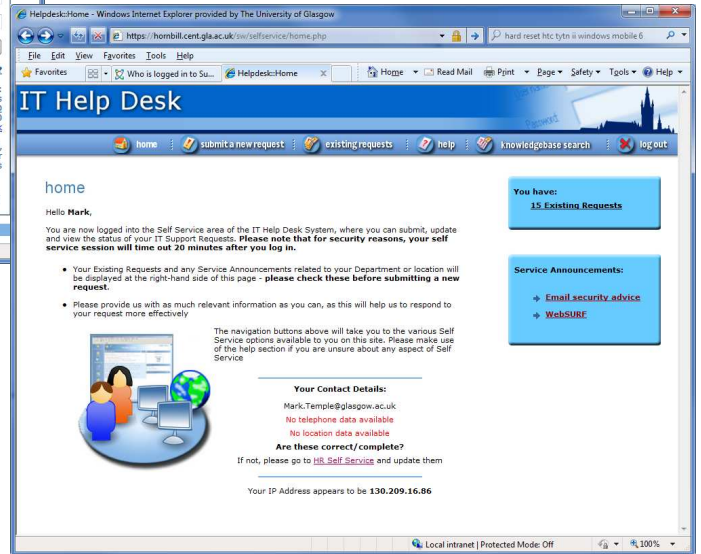 Helpdesk::Home - Windows Internet Explorer provided by The University of Glasgow
https://hornbill.cent.gla.ac.uk/sw/selfservice/home.php
hard reset htc tytn ii windows mobile 6
File Edit View Favorites Tools Help
Favorites Who is logged in to Su... Helpdesk::Home Home Read Mail Print Page Safety Tools Help
IT Help Desk
Password
home submit a new request existing requests help knowledgebase search log out
home
Hello Mark,
You are now logged into the Self Service area of the IT Help Desk System, where you can submit, update
and view the status of your IT Support Requests. Please note that for security reasons, your self
service session will time out 20 minutes after you log in.
• Your Existing Requests and any Service Announcements related to your Department or location will
be displayed at the right-hand side of this page - please check these before submitting a new
request.
• Please provide us with as much relevant information as you can, as this will help us to respond to
your request more effectively
The navigation buttons above will take you to the various Self
Service options available to you on this site. Please make use
of the help section if you are unsure about any aspect of Self
Service
Your Contact Details:
Mark.Temple@glasgow.ac.uk
No telephone data available
No location data available
Are these correct/complete?
If not, please go to HR Self Service and update them
Your IP Address appears to be 130.209.16.86
You have:
15 Existing Requests
Service Announcements:
Email security advice
WebSURF
Local intranet | Protected Mode: Off
100%